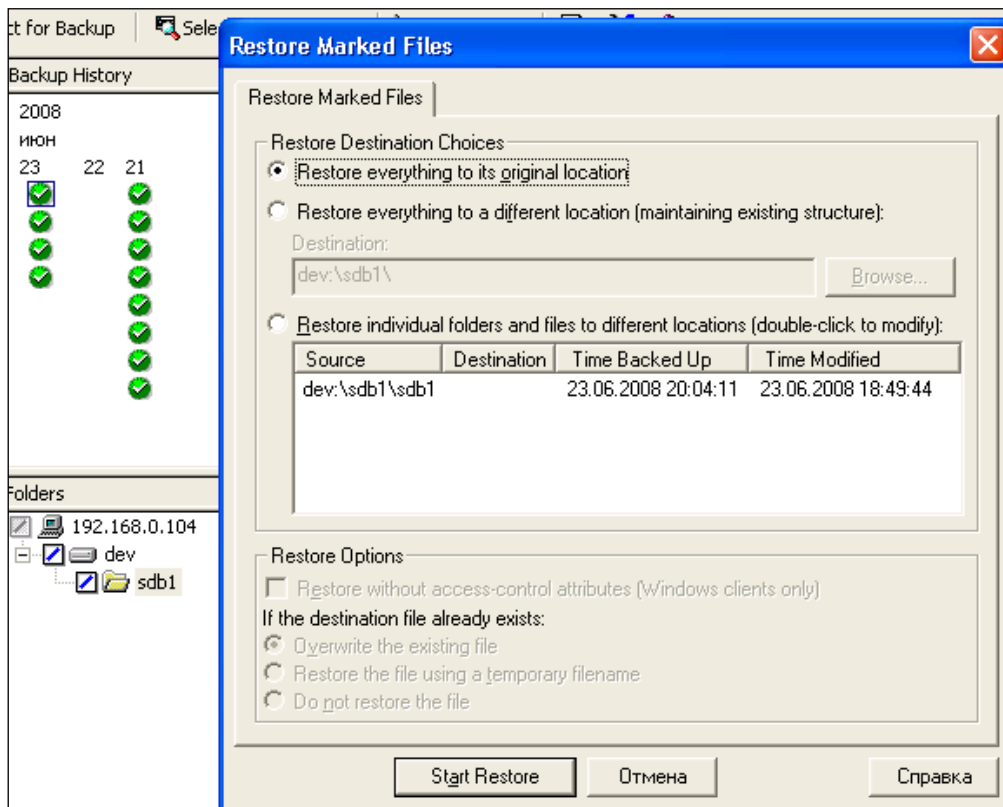 ct for Backup Sele
Backup History
2008
июн
23 22 21
Folders
192.168.0.104
dev
sdb1
Restore Marked Files
Restore Marked Files
Restore Destination Choices
Restore everything to its original location
Restore everything to a different location (maintaining existing structure):
Destination:
dev:\sdb1\
Browse...
Restore individual folders and files to different locations (double-click to modify):
Source Destination Time Backed Up Time Modified
dev:\sdb1\sdb1 23.06.2008 20:04:11 23.06.2008 18:49:44
Restore Options
Restore without access-control attributes (Windows clients only)
If the destination file already exists:
Overwrite the existing file
Restore the file using a temporary filename
Do not restore the file
Start Restore Отмена Справка